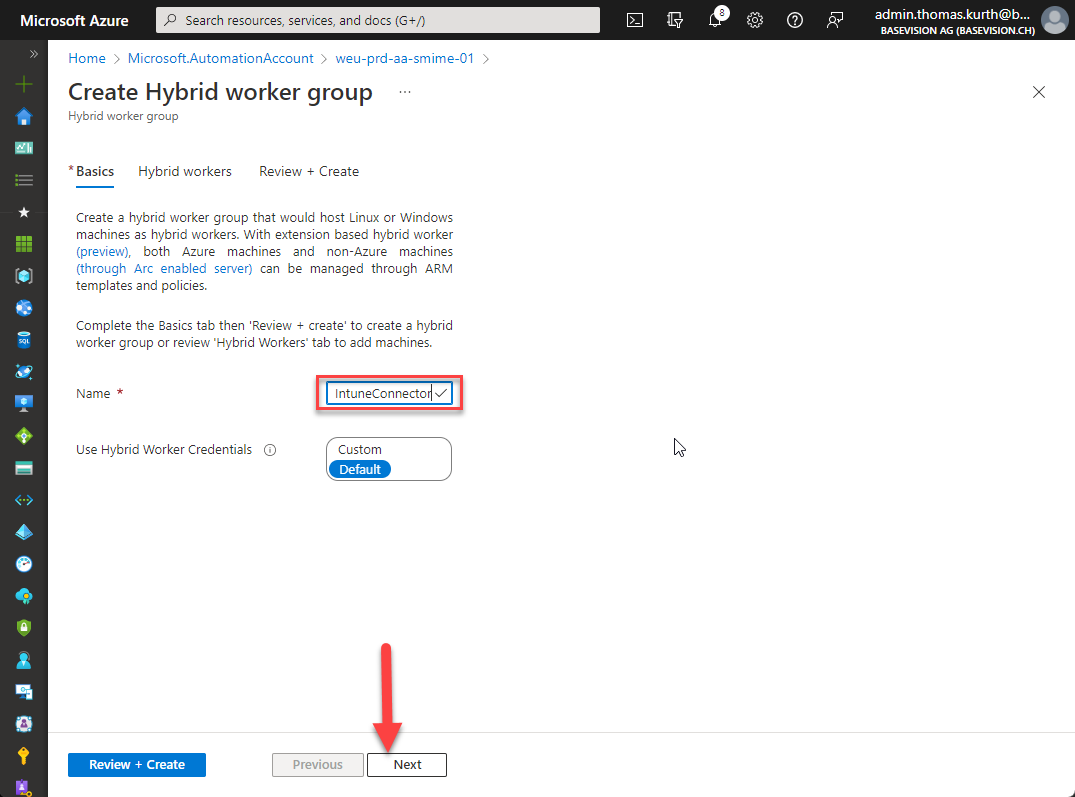 Microsoft Azure
Search resources, services, and docs (G+/)
8
admin.thomas.kurth@b...
BASEVISION AG (BASEVISION.CH)
Home > Microsoft.AutomationAccount > weu-prd-aa-smime-01 >
Create Hybrid worker group ...
Hybrid worker group
* Basics Hybrid workers Review + Create
Create a hybrid worker group that would host Linux or Windows
machines as hybrid workers. With extension based hybrid worker
(preview), both Azure machines and non-Azure machines
(through Arc enabled server) can be managed through ARM
templates and policies.
Complete the Basics tab then 'Review + create' to create a hybrid
worker group or review 'Hybrid Workers' tab to add machines.
Name * IntuneConnector
Use Hybrid Worker Credentials Custom
Default
SQL
Review + Create Previous Next